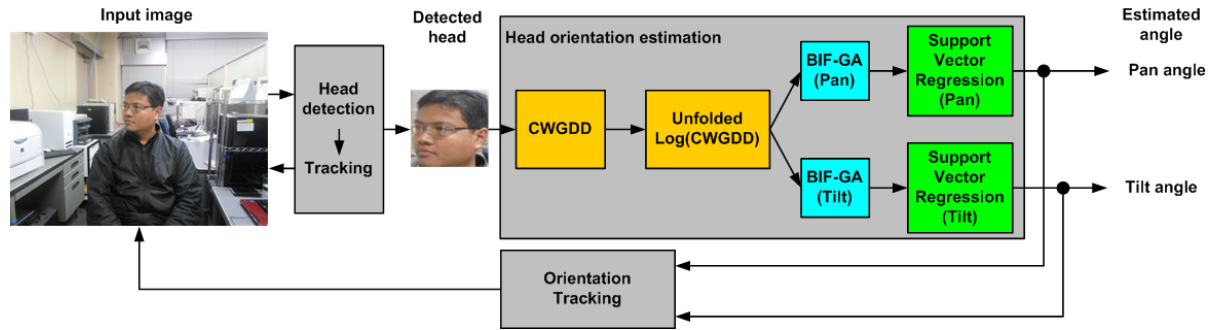 Input image
Head
detection
Tracking
Detected
head
Head orientation estimation
CWGDD
Unfolded
Log(CWGDD)
BIF-GA
(Pan)
Support
Vector
Regression
(Pan)
BIF-GA
(Tilt)
Support
Vector
Regression
(Tilt)
Estimated
angle
Pan angle
Tilt angle
Orientation
Tracking